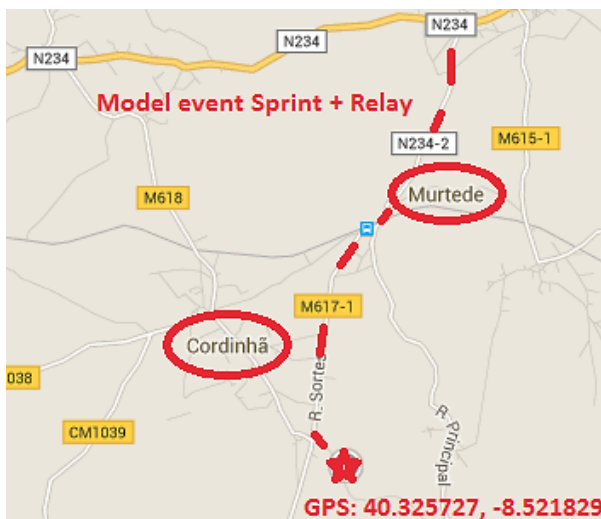 N234
N234
N234
Model event Sprint + Relay
N234-2
M615-1
M618
Murtede
M617-1
Cordinhã
038
R. Sortes
CM1039
R. Principal
GPS: 40.325727, -8.521829